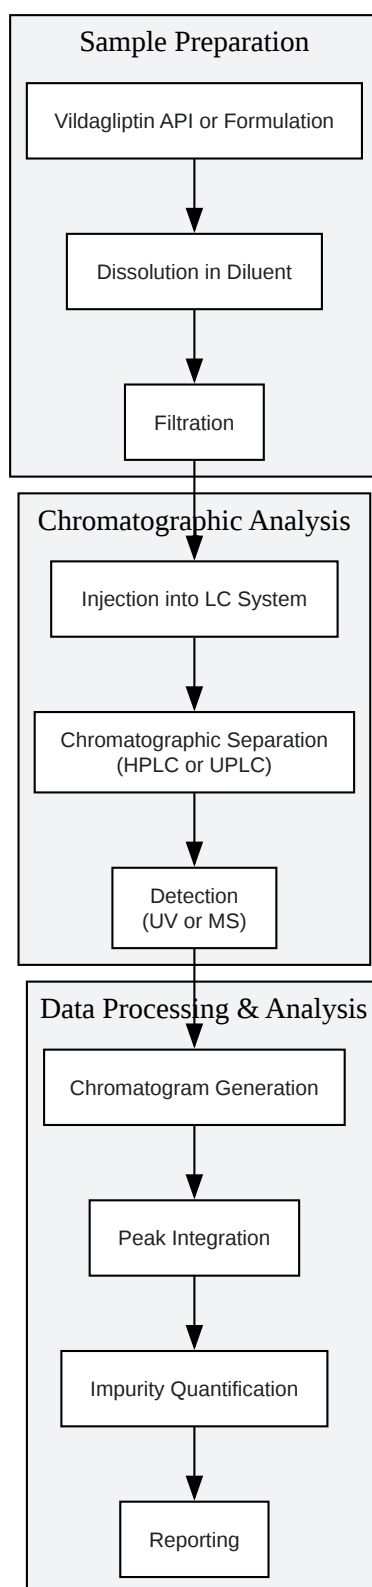 Sample Preparation
Vildagliptin API or Formulation
Dissolution in Diluent
Filtration
Chromatographic Analysis
Injection into LC System
Chromatographic Separation
(HPLC or UPLC)
Detection
(UV or MS)
Data Processing & Analysis
Chromatogram Generation
Peak Integration
Impurity Quantification
Reporting